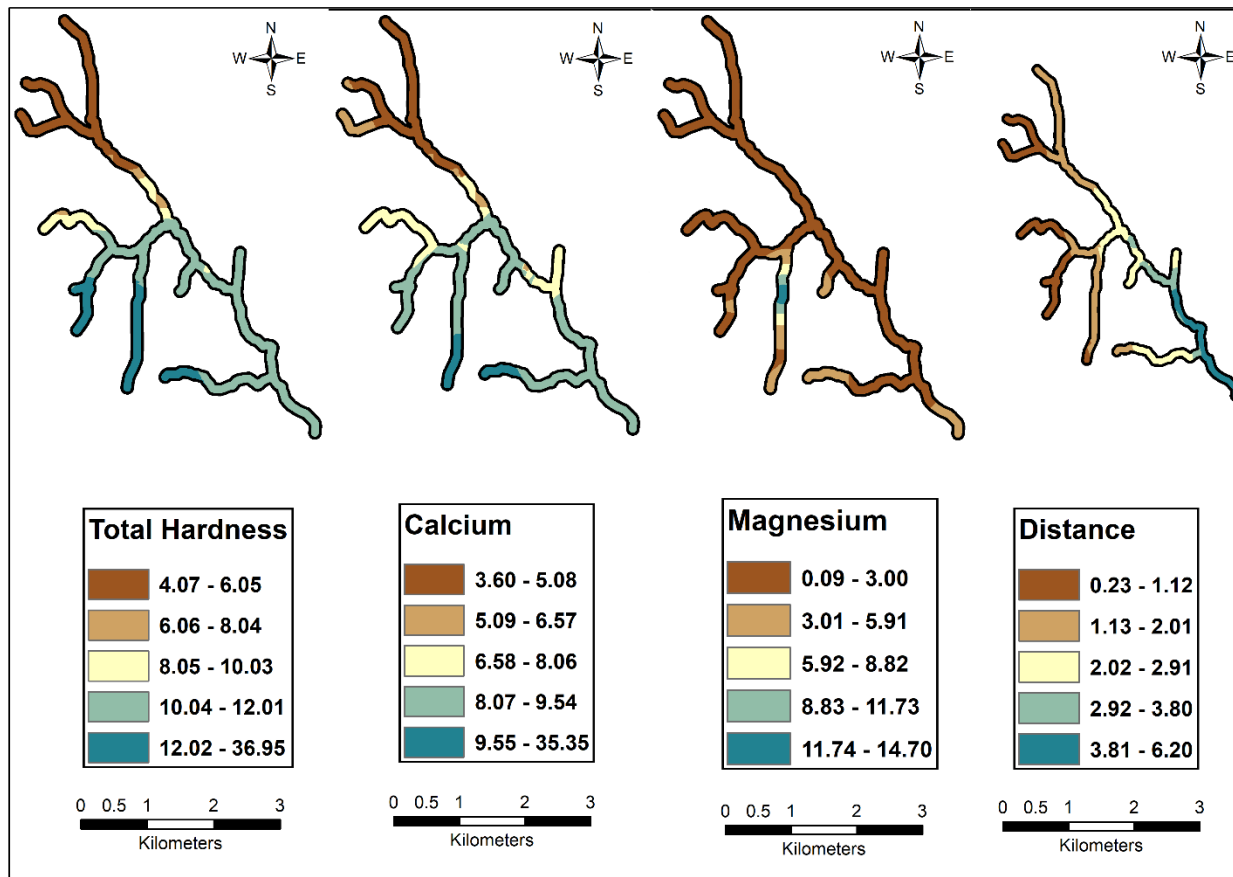 N
W E
S
N
W E
S
N
W E
S
N
W E
S
Total Hardness
4.07 - 6.05
6.06 - 8.04
8.05 - 10.03
10.04 - 12.01
12.02 - 36.95
0 0.5 1 2 3
Kilometers
Calcium
3.60 - 5.08
5.09 - 6.57
6.58 - 8.06
8.07 - 9.54
9.55 - 35.35
0 0.5 1 2 3
Kilometers
Magnesium
0.09 - 3.00
3.01 - 5.91
5.92 - 8.82
8.83 - 11.73
11.74 - 14.70
0 0.5 1 2 3
Kilometers
Distance
0.23 - 1.12
1.13 - 2.01
2.02 - 2.91
2.92 - 3.80
3.81 - 6.20
0 0.5 1 2 3
Kilometers